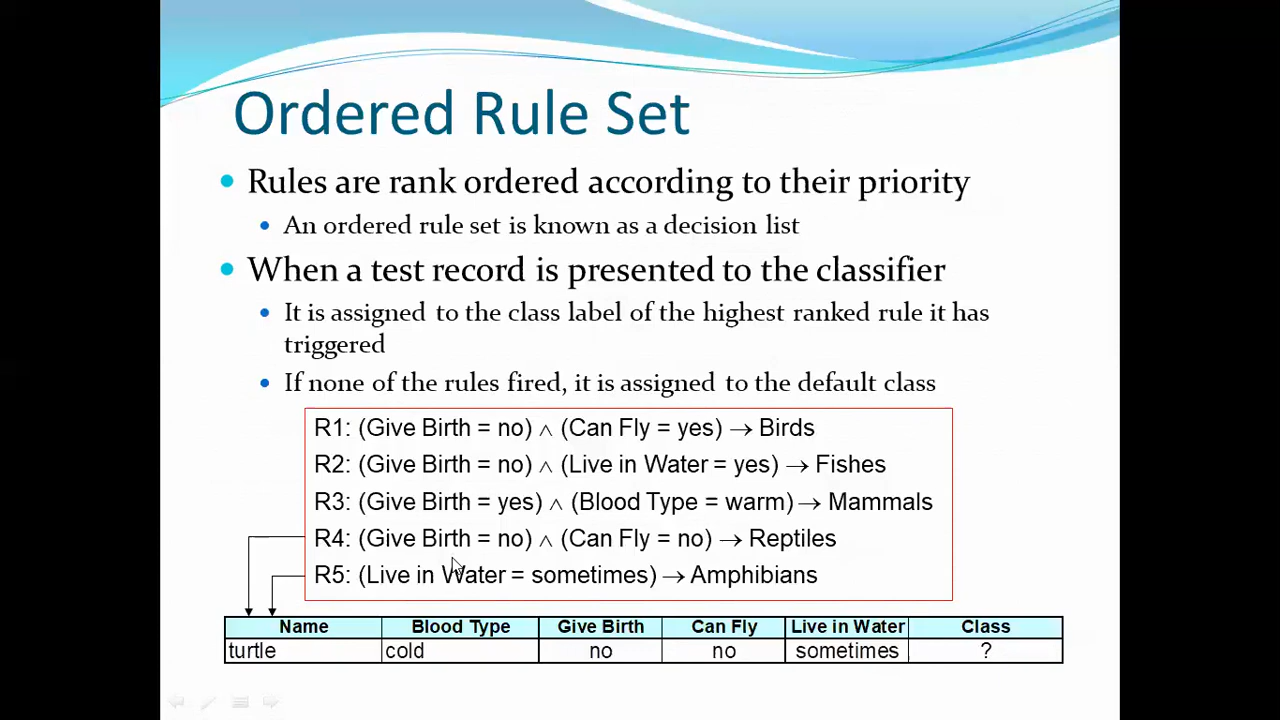 Ordered Rule Set
• Rules are rank ordered according to their priority
• An ordered rule set is known as a decision list
• When a test record is presented to the classifier
• It is assigned to the class label of the highest ranked rule it has
triggered
• If none of the rules fired, it is assigned to the default class
R1: (Give Birth = no) ∧ (Can Fly = yes) → Birds
R2: (Give Birth = no) ∧ (Live in Water = yes) → Fishes
R3: (Give Birth = yes) ∧ (Blood Type = warm) → Mammals
R4: (Give Birth = no) ∧ (Can Fly = no) → Reptiles
R5: (Live in Water = sometimes) → Amphibians
Name Blood Type Give Birth Can Fly Live in Water Class
turtle cold no no sometimes ?